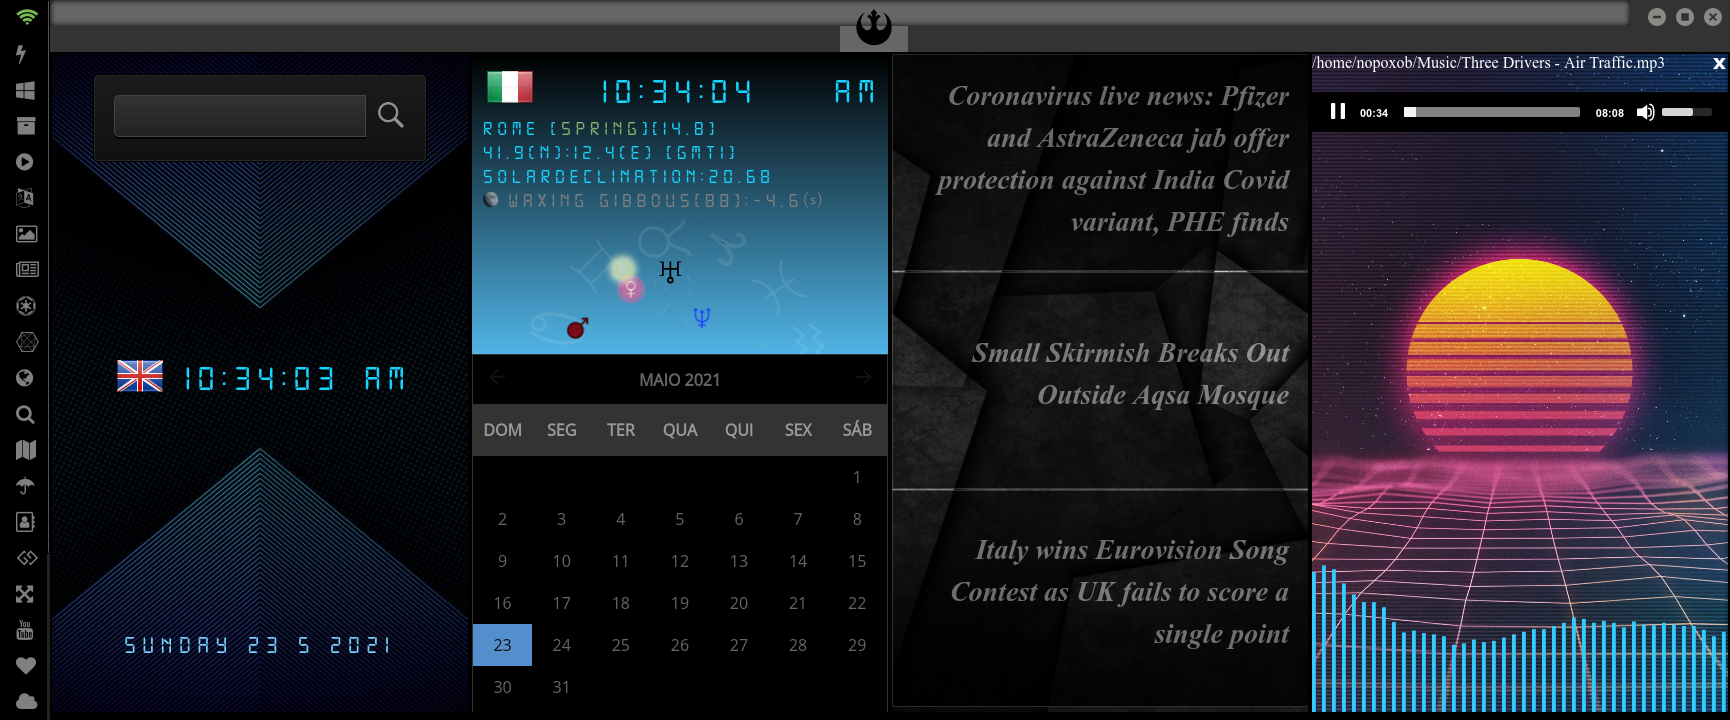 10:34:03 AM
SUNDAY 23 5 2021
10:34:04 AM
ROME (SPRING)[14.8]
41.9(N):12.4(E) (GMT1)
SOLARDECLINATION:20.68
WAXING GIBBOUS(88):-4.6(s)
MAIO 2021
DOM SEG TER QUA QUI SEX SÁB
1
2 3 4 5 6 7 8
9 10 11 12 13 14 15
16 17 18 19 20 21 22
23 24 25 26 27 28 29
30 31
Coronavirus live news: Pfizer
and AstraZeneca jab offer
protection against India Covid
variant, PHE finds
Small Skirmish Breaks Out
Outside Aqsa Mosque
Italy wins Eurovision Song
Contest as UK fails to score a
single point
/home/nopoxob/Music/Three Drivers - Air Traffic.mp3 x
00:34 08:08
You
Tube